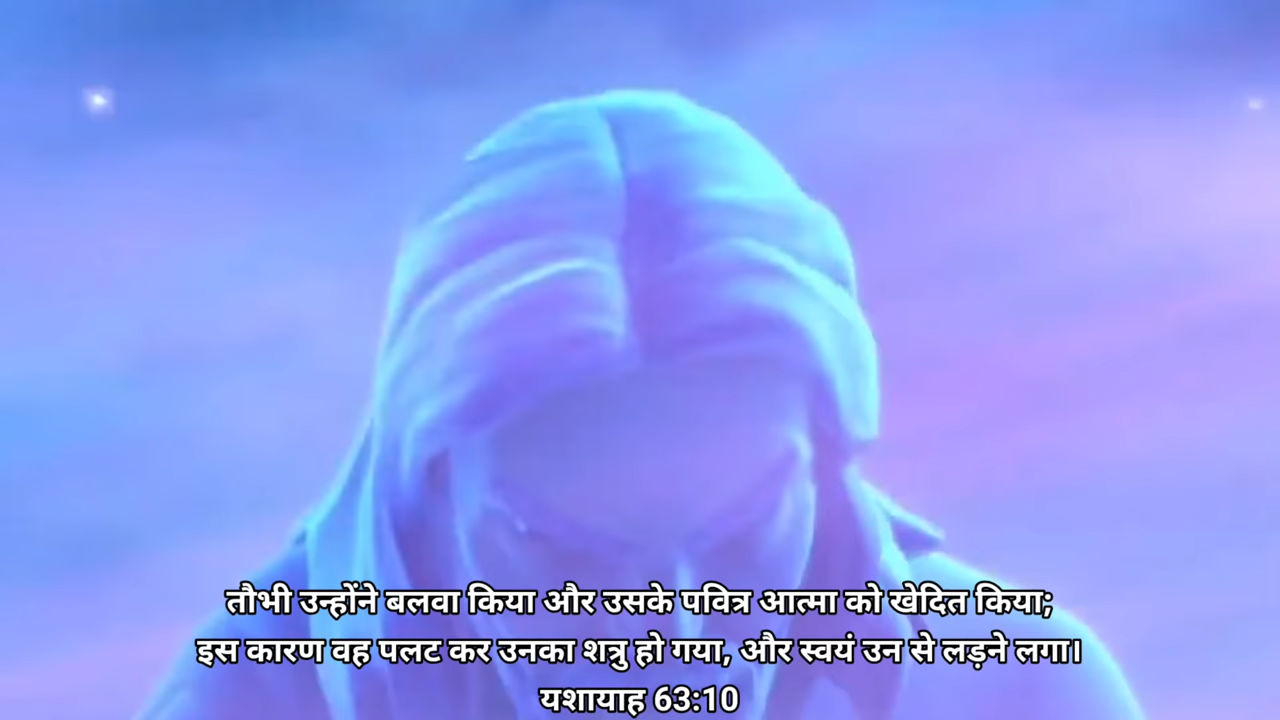 तौभी उन्होंने बलवा किया और उसके पवित्र आत्मा को खेदित किया;
इस कारण वह पलट कर उनका शत्रु हो गया, और स्वयं उन से लड़ने लगा।
यशायाह 63:10